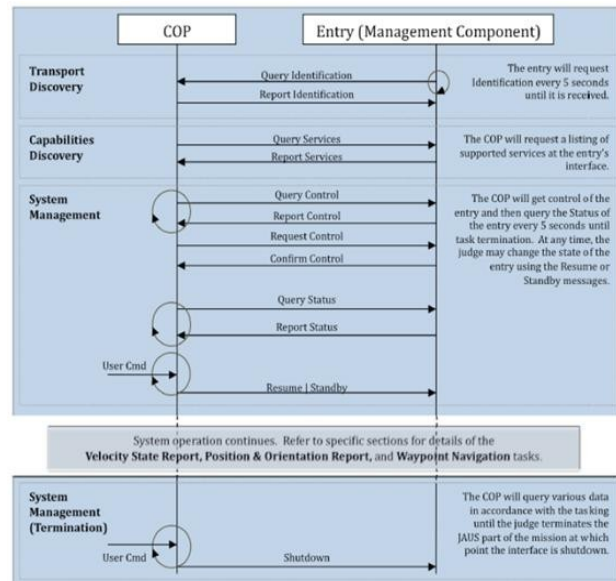 COP
Entry (Management Component)
Transport
Discovery
Query Identification
Report Identification
The entry will request
Identification every 5 seconds
until it is received.
Capabilities
Discovery
Query Services
Report Services
The COP will request a listing of
supported services at the entry's
interface.
System
Management
Query Control
Report Control
Request Control
Confirm Control
Query Status
Report Status
User Cmd
Resume | Standby
The COP will get control of the
entry and then query the Status of
the entry every 5 seconds until
task termination. At any time, the
judge may change the state of the
entry using the Resume or
Standby messages.
System operation continues. Refer to specific sections for details of the
Velocity State Report, Position & Orientation Report, and Waypoint Navigation tasks.
System
Management
(Termination)
User Cmd
Shutdown
The COP will query various data
in accordance with the tasking
until the judge terminates the
JAUS part of the mission at which
point the interface is shutdown.